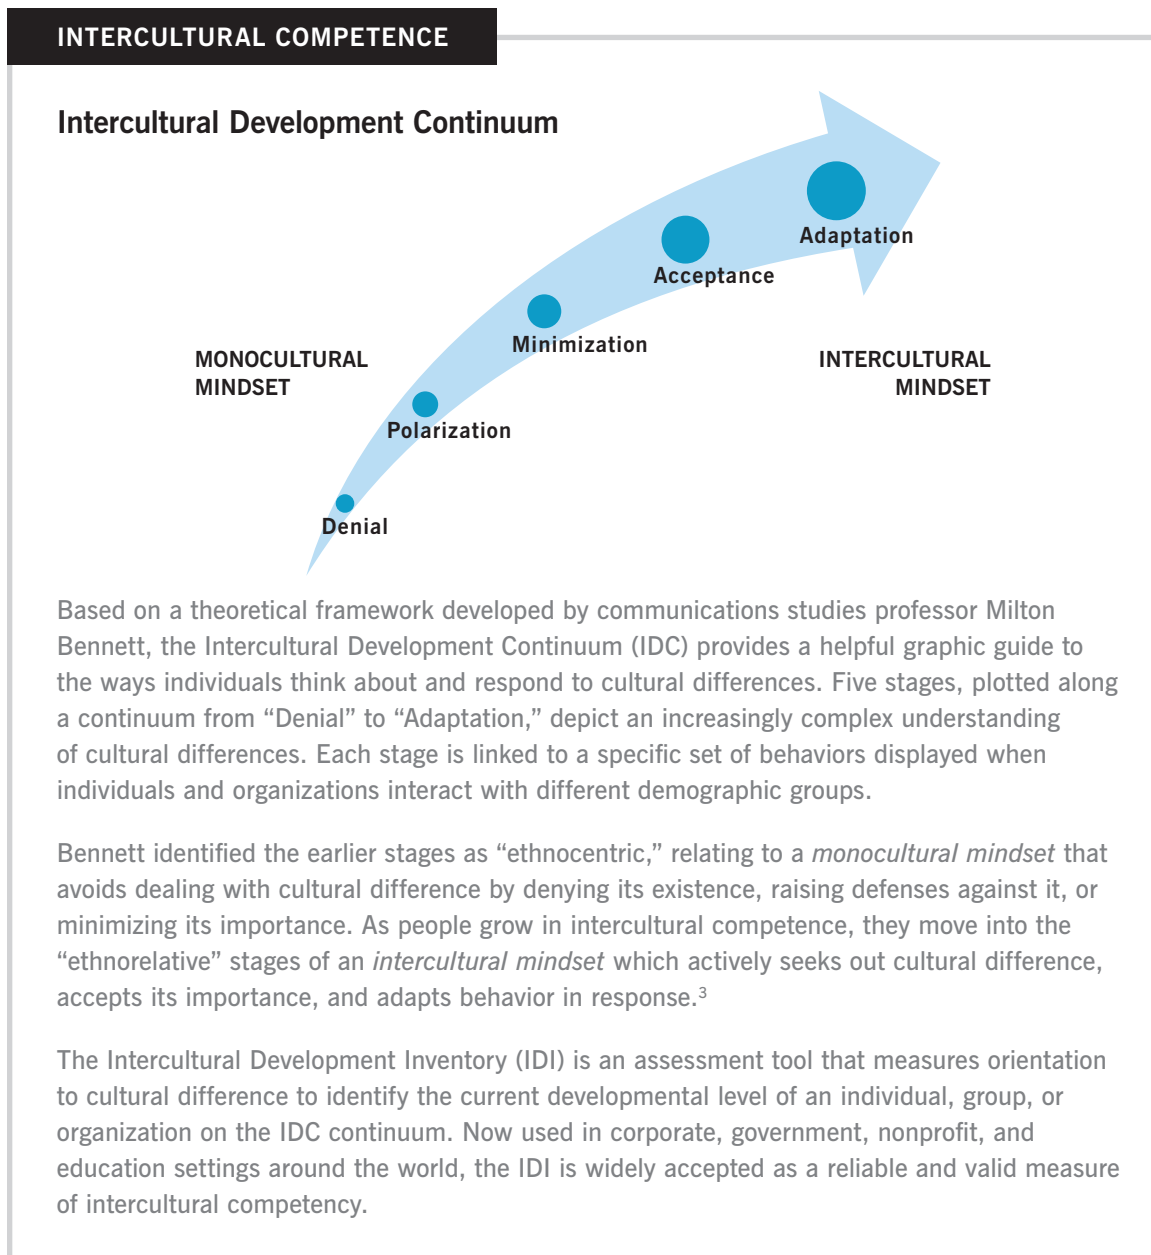 INTERCULTURAL COMPETENCE
Intercultural Development Continuum
Adaptation
Acceptance
Minimization
MONOCULTURAL
MINDSET
INTERCULTURAL
MINDSET
Polarization
Denial
Based on a theoretical framework developed by communications studies professor Milton
Bennett, the Intercultural Development Continuum (IDC) provides a helpful graphic guide to
the ways individuals think about and respond to cultural differences. Five stages, plotted along
a continuum from “Denial” to “Adaptation,” depict an increasingly complex understanding
of cultural differences. Each stage is linked to a specific set of behaviors displayed when
individuals and organizations interact with different demographic groups.
Bennett identified the earlier stages as “ethnocentric,” relating to a monocultural mindset that
avoids dealing with cultural difference by denying its existence, raising defenses against it, or
minimizing its importance. As people grow in intercultural competence, they move into the
“ethnorelative” stages of an intercultural mindset which actively seeks out cultural difference,
accepts its importance, and adapts behavior in response.³
The Intercultural Development Inventory (IDI) is an assessment tool that measures orientation
to cultural difference to identify the current developmental level of an individual, group, or
organization on the IDC continuum. Now used in corporate, government, nonprofit, and
education settings around the world, the IDI is widely accepted as a reliable and valid measure
of intercultural competency.